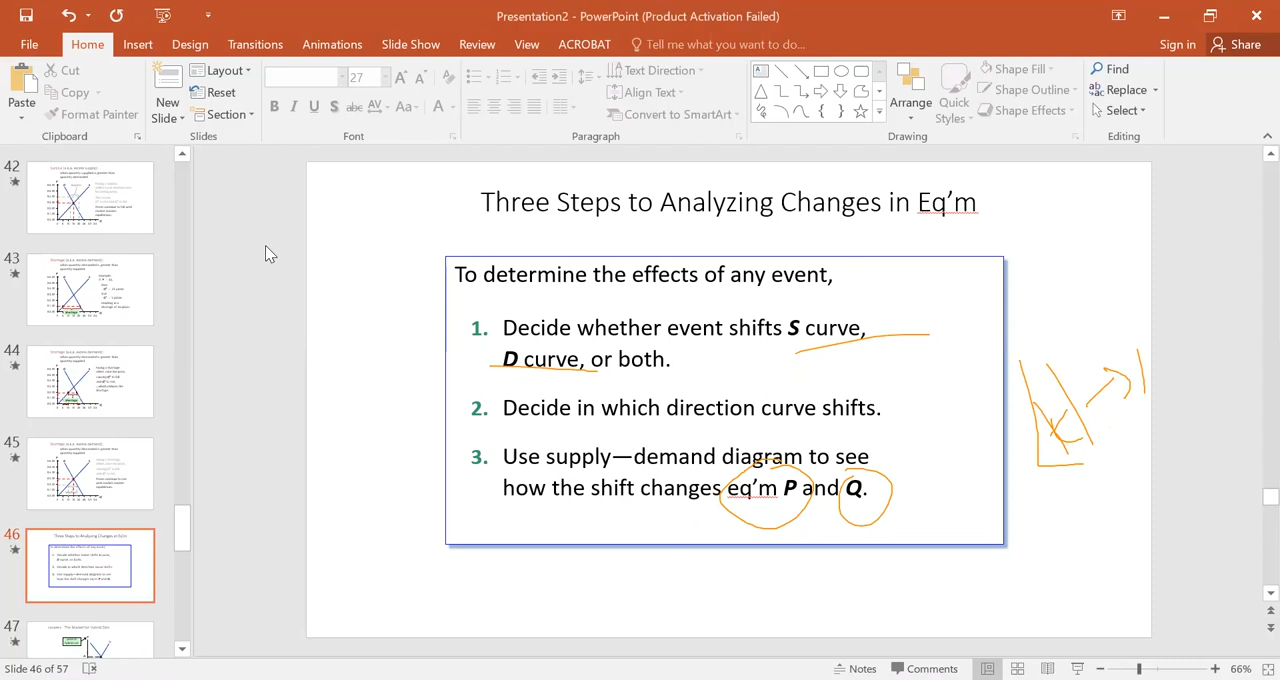 Presentation2 - PowerPoint (Product Activation Failed)
File Home Insert Design Transitions Animations Slide Show Review View ACROBAT Tell me what you want to do... Sign in Share
Paste
Cut
Copy
Format Painter
Clipboard
New Slide
Layout
Reset
Section
Slides
27
B I U S abc AV Aa A
Font
Text Direction
Align Text
Convert to SmartArt
Paragraph
Arrange
Quick Styles
Shape Fill
Shape Outline
Shape Effects
Drawing
Find
Replace
Select
Editing
42
43
44
45
46
47
Three Steps to Analyzing Changes in Eq'm
To determine the effects of any event,
1. Decide whether event shifts S curve,
D curve, or both.
2. Decide in which direction curve shifts.
3. Use supply—demand diagram to see
how the shift changes eq'm P and Q.
Slide 46 of 57 Notes Comments 66%